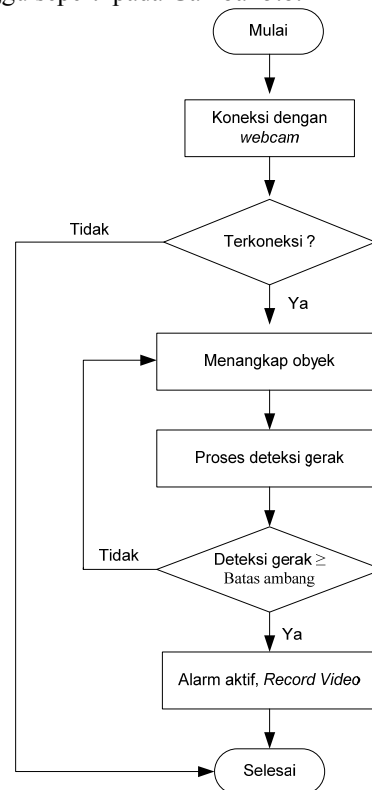 Mulai
Koneksi dengan
webcam
Tidak
Terkoneksi ?
Ya
Menangkap obyek
Proses deteksi gerak
Tidak
Deteksi gerak ≥
Batas ambang
Ya
Alarm aktif, Record Video
Selesai